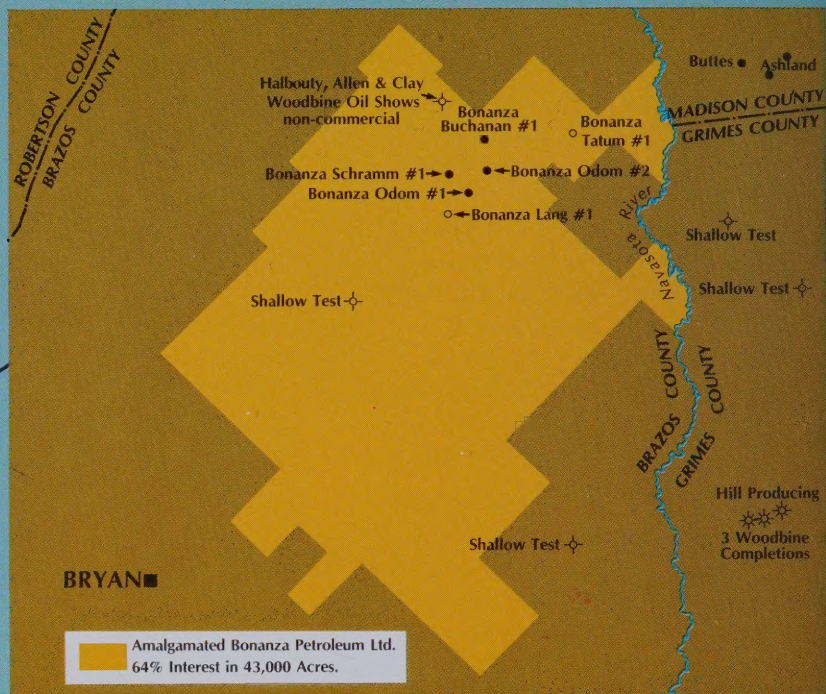 ROBERTSON COUNTY
BRAZOS COUNTY
Halbouty, Allen & Clay
Woodbine Oil Shows
non-commercial
Bonanza
Buchanan #1
Bonanza
Tatum #1
Buttes
Ashland
MADISON COUNTY
GRIMES COUNTY
Bonanza Schramm #1
Bonanza Odom #2
Bonanza Odom #1
Bonanza Lang #1
Navasota River
Shallow Test
Shallow Test
Shallow Test
BRAZOS COUNTY
GRIMES COUNTY
Hill Producing
3 Woodbine
Completions
Shallow Test
BRYAN
Amalgamated Bonanza Petroleum Ltd.
64% Interest in 43,000 Acres.